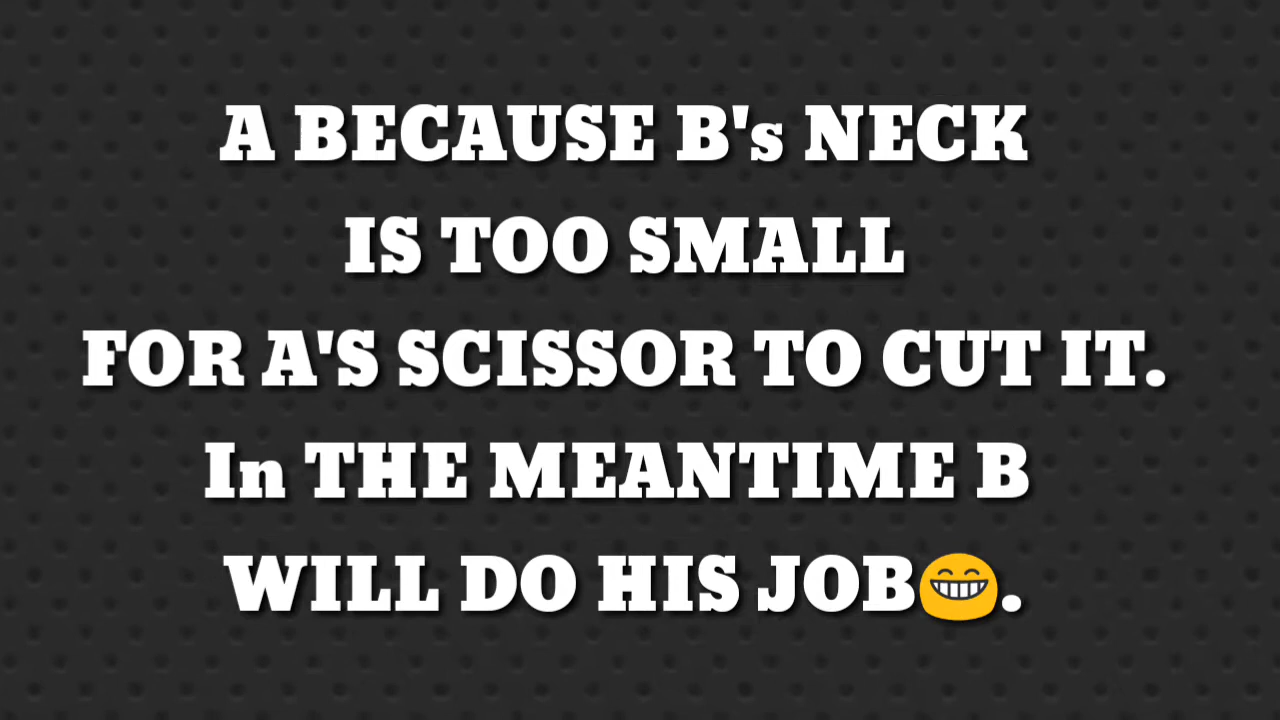 A BECAUSE B's NECK
IS TOO SMALL
FOR A'S SCISSOR TO CUT IT.
In THE MEANTIME B
WILL DO HIS JOB😁.